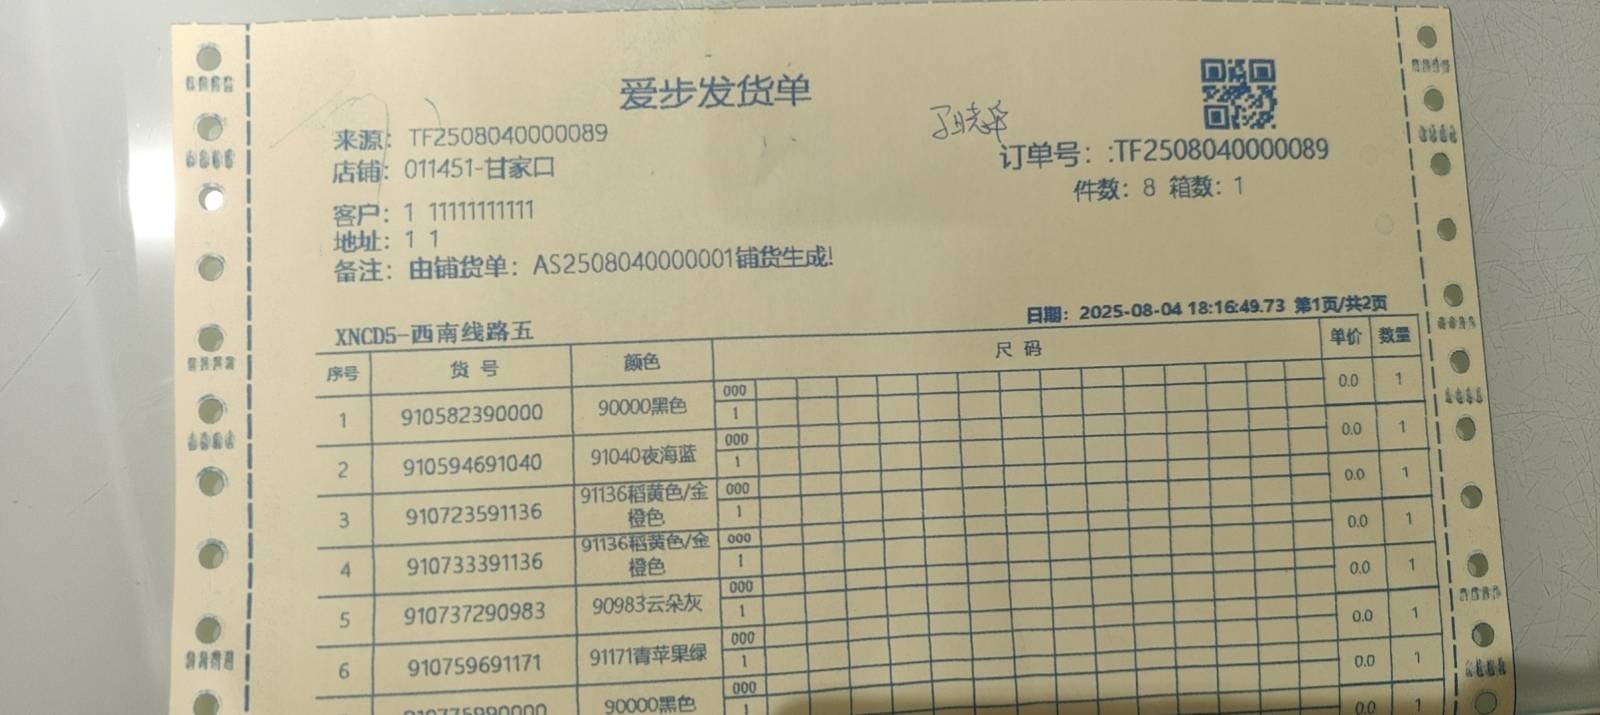 爱步发货单
来源: TF2508040000089
店铺: 011451-甘家口
订单号: :TF2508040000089
件数: 8 箱数: 1
客户: 1 11111111111
地址: 1 1
备注: 由铺货单: AS2508040000001铺货生成!
日期: 2025-08-04 18:16:49.73 第1页/共2页
XNCD5-西南线路五
序号 货号 颜色 尺码 单价 数量
1 910582390000 90000黑色 000 1 0.0 1
2 910594691040 91040夜海蓝 000 1 0.0 1
3 910723591136 91136稻黄色/金橙色 000 1 0.0 1
4 910733391136 91136稻黄色/金橙色 000 1 0.0 1
5 910737290983 90983云朵灰 000 1 0.0 1
6 910759691171 91171青苹果绿 000 1 0.0 1
910775990000 90000黑色 000 1 0.0 1